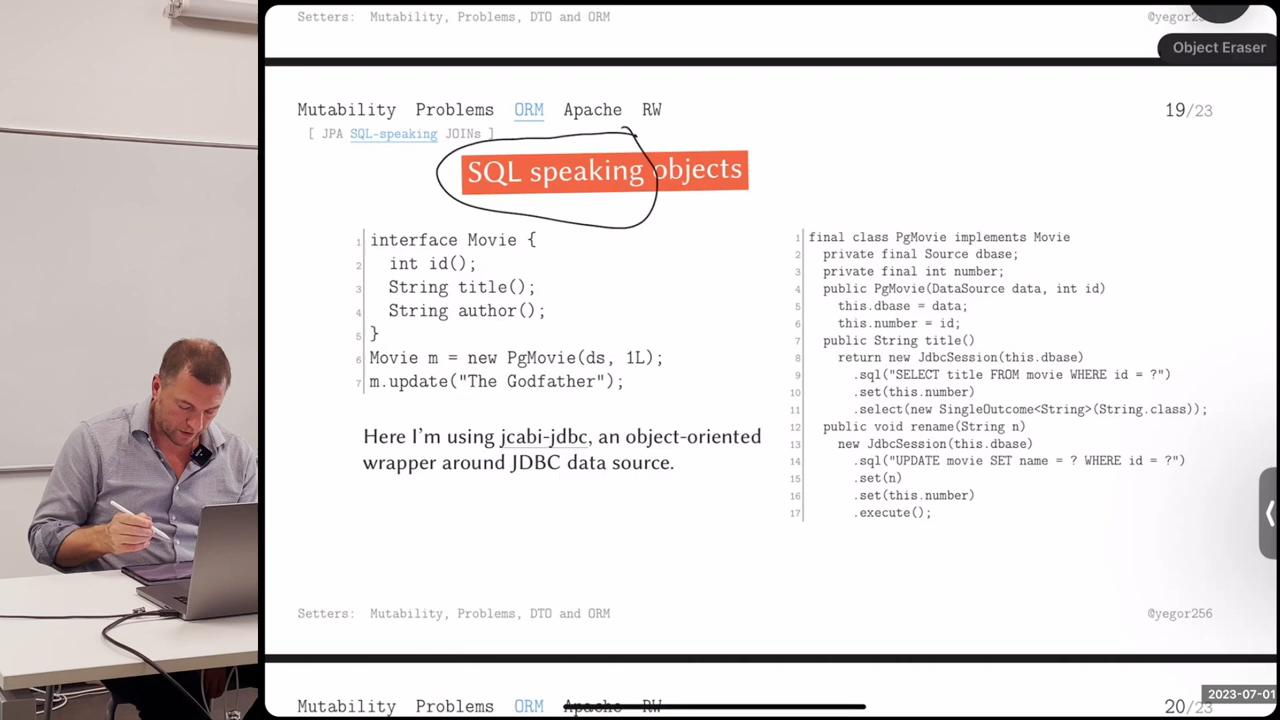 Setters: Mutability, Problems, DTO and ORM
Object Eraser
Mutability Problems ORM Apache RW 19/23
[ JPA SQL-speaking JOINs ]
SQL speaking objects
1 interface Movie {
2 int id();
3 String title();
4 String author();
5 }
6 Movie m = new PgMovie(ds, 1L);
7 m.update("The Godfather");
Here I'm using jcabi-jdbc, an object-oriented
wrapper around JDBC data source.
1 final class PgMovie implements Movie
2 private final Source dbase;
3 private final int number;
4 public PgMovie(DataSource data, int id)
5 this.dbase = data;
6 this.number = id;
7 public String title()
8 return new JdbcSession(this.dbase)
9 .sql("SELECT title FROM movie WHERE id = ?")
10 .set(this.number)
11 .select(new SingleOutcome<String>(String.class));
12 public void rename(String n)
13 new JdbcSession(this.dbase)
14 .sql("UPDATE movie SET name = ? WHERE id = ?")
15 .set(n)
16 .set(this.number)
17 .execute();
Setters: Mutability, Problems, DTO and ORM @yegor256
2023-07-01
Mutability Problems ORM Apache RW 20/23